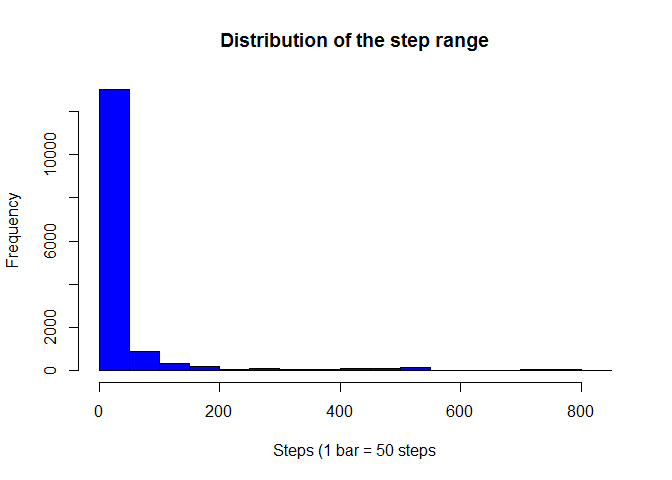 Distribution of the step range
Frequency
10000
6000
2000
0
0 200 400 600 800
Steps (1 bar = 50 steps